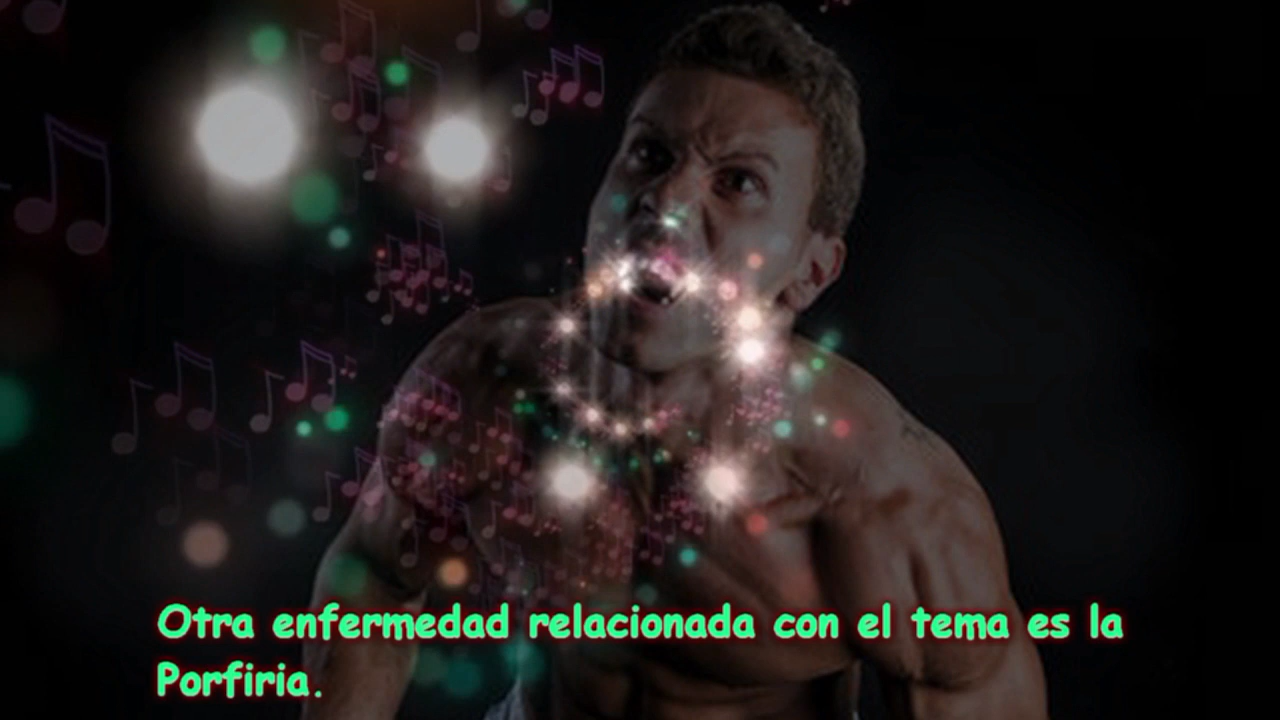 Otra enfermedad relacionada con el tema es la
Porfiria.